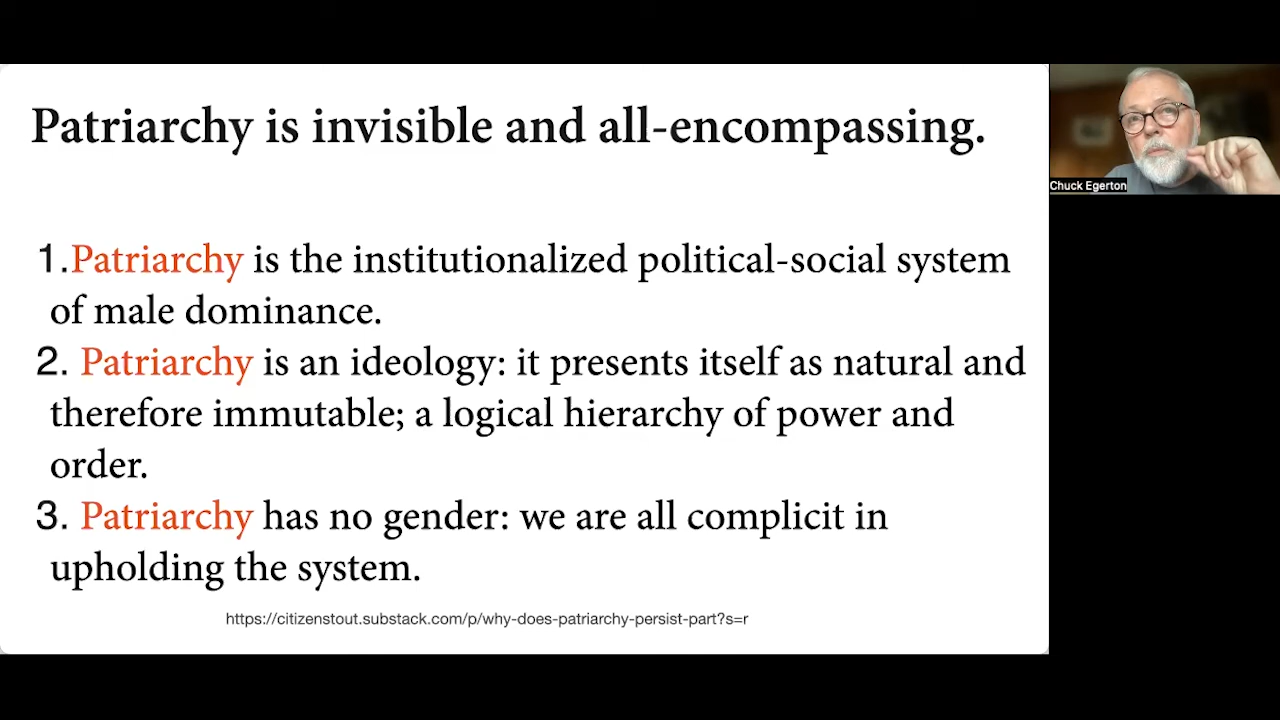 Patriarchy is invisible and all-encompassing.
1.Patriarchy is the institutionalized political-social system
of male dominance.
2. Patriarchy is an ideology: it presents itself as natural and
therefore immutable; a logical hierarchy of power and
order.
3. Patriarchy has no gender: we are all complicit in
upholding the system.
https://citizenstout.substack.com/p/why-does-patriarchy-persist-part?s=r
Chuck Egerton